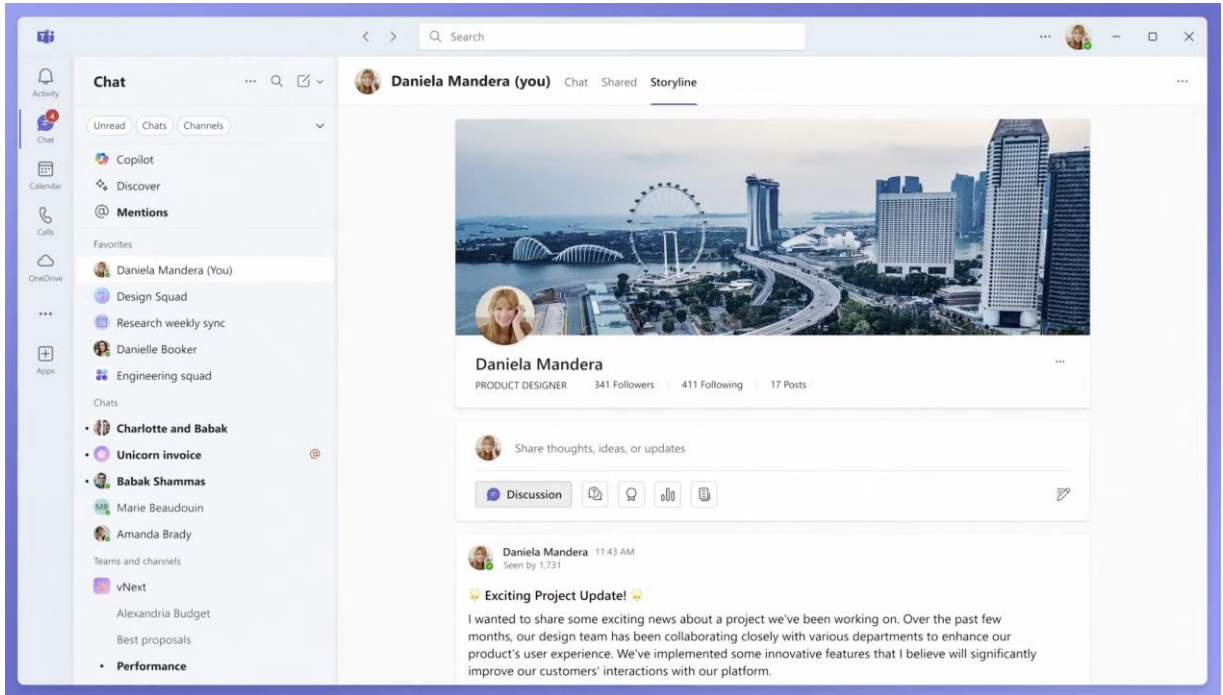 Search
Activity
Chat
4
Calendar
Calls
OneDrive
Apps
Chat
Unread
Chats
Channels
Copilot
Discover
Mentions
Favorites
Daniela Mandera (You)
Design Squad
Research weekly sync
Danielle Booker
Engineering squad
Chats
Charlotte and Babak
Unicorn invoice @
Babak Shammas
MB Marie Beaudouin
Amanda Brady
Teams and channels
vNext
Alexandria Budget
Best proposals
Performance
Daniela Mandera (you) Chat Shared Storyline
Daniela Mandera
PRODUCT DESIGNER 341 Followers 411 Following 17 Posts
Share thoughts, ideas, or updates
Discussion
Daniela Mandera 11:43 AM
Seen by 1,731
Exciting Project Update!
I wanted to share some exciting news about a project we've been working on. Over the past few
months, our design team has been collaborating closely with various departments to enhance our
product's user experience. We've implemented some innovative features that I believe will significantly
improve our customers' interactions with our platform.